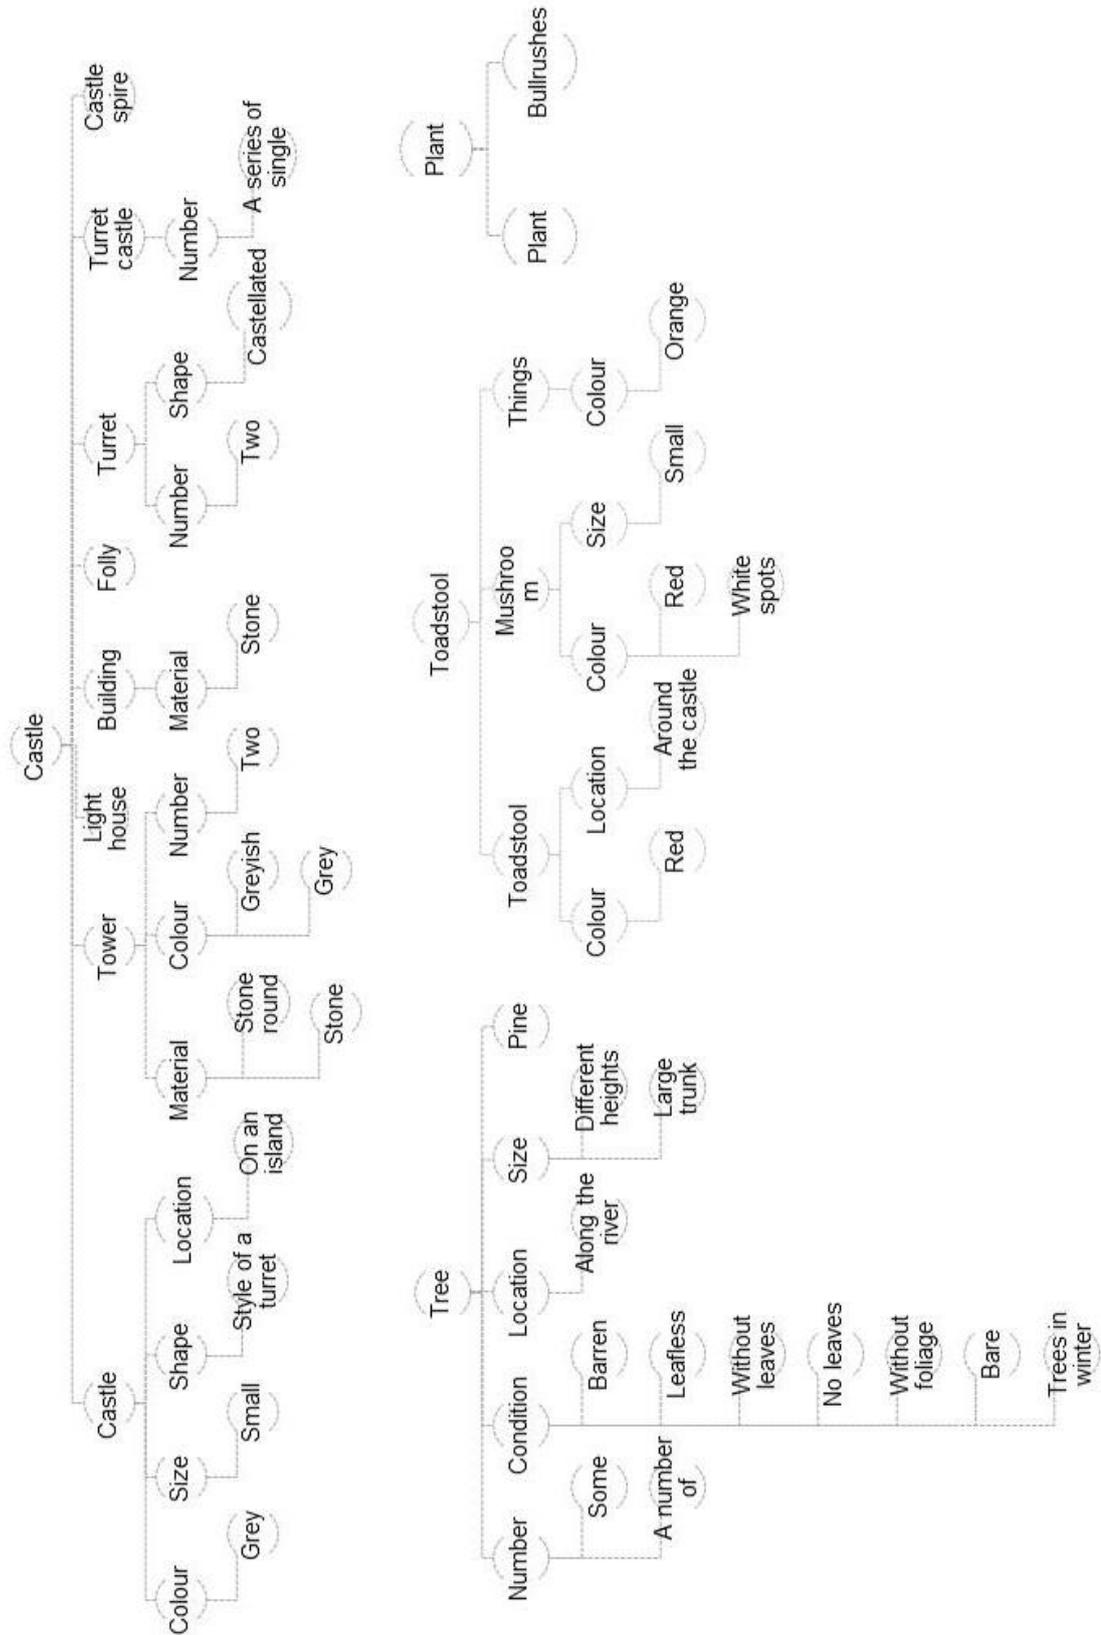 Castle
Castle
Tower
Light
house
Building
Folly
Turret
Turret
castle
Castle
spire
Colour
Size
Shape
Location
Material
Colour
Number
Material
Number
Shape
Number
Grey
Small
Style of a
turret
On an
island
Stone
round
Greyish
Two
Stone
Two
Castellated
A series of
single
Stone
Grey
Tree
Number
Condition
Location
Size
Pine
Some
Barren
Along the
river
Different
heights
A number
of
Leafless
Large
trunk
Without
leaves
No leaves
Without
foliage
Bare
Trees in
winter
Toadstool
Toadstool
Mushroo
m
Things
Colour
Location
Colour
Size
Colour
Red
Around
the castle
Red
Small
Orange
White
spots
Plant
Plant
Bullrushes